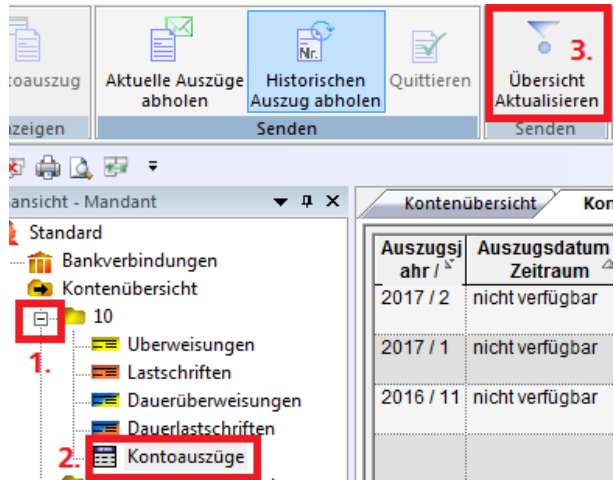 Nr.
toauszug
Aktuelle Auszüge abholen
Historischen Auszug abholen
Quittieren
3.
Übersicht Aktualisieren
nzeigen
Senden
Senden
ansicht - Mandant
Kontenübersicht
Kon
Standard
Bankverbindungen
Kontenübersicht
1.
10
Überweisungen
Lastschriften
Daueruberweisungen
Dauerlastschriften
2. Kontoauszüge
Auszugsj
ahr /
Auszugsdatum
Zeitraum
2017 / 2 nicht verfügbar
2017 / 1 nicht verfügbar
2016 / 11 nicht verfügbar